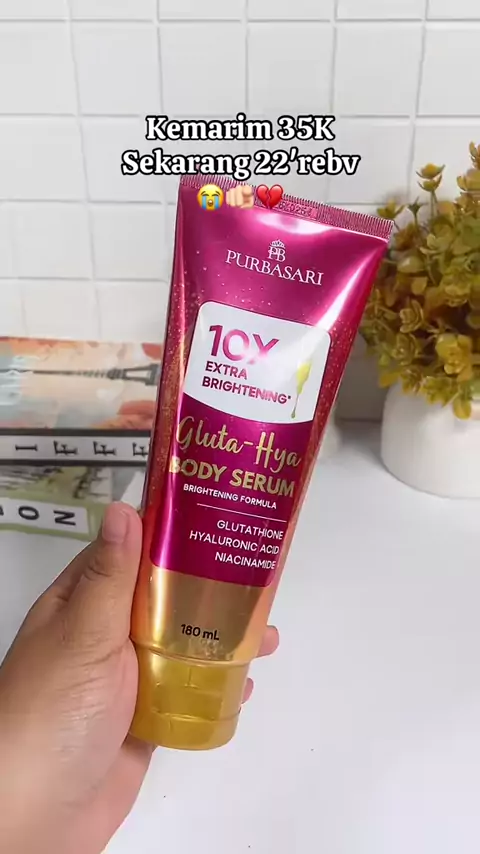 Kemarim 35K
Sekarang 22'rebv
😭🫵🏻💔
PB
PURBASARI
10X
EXTRA
BRIGHTENING*
Gluta-Hya
BODY SERUM
BRIGHTENING FORMULA
GLUTATHIONE
HYALURONIC ACID
NIACINAMIDE
180 mL
I F F E
O N